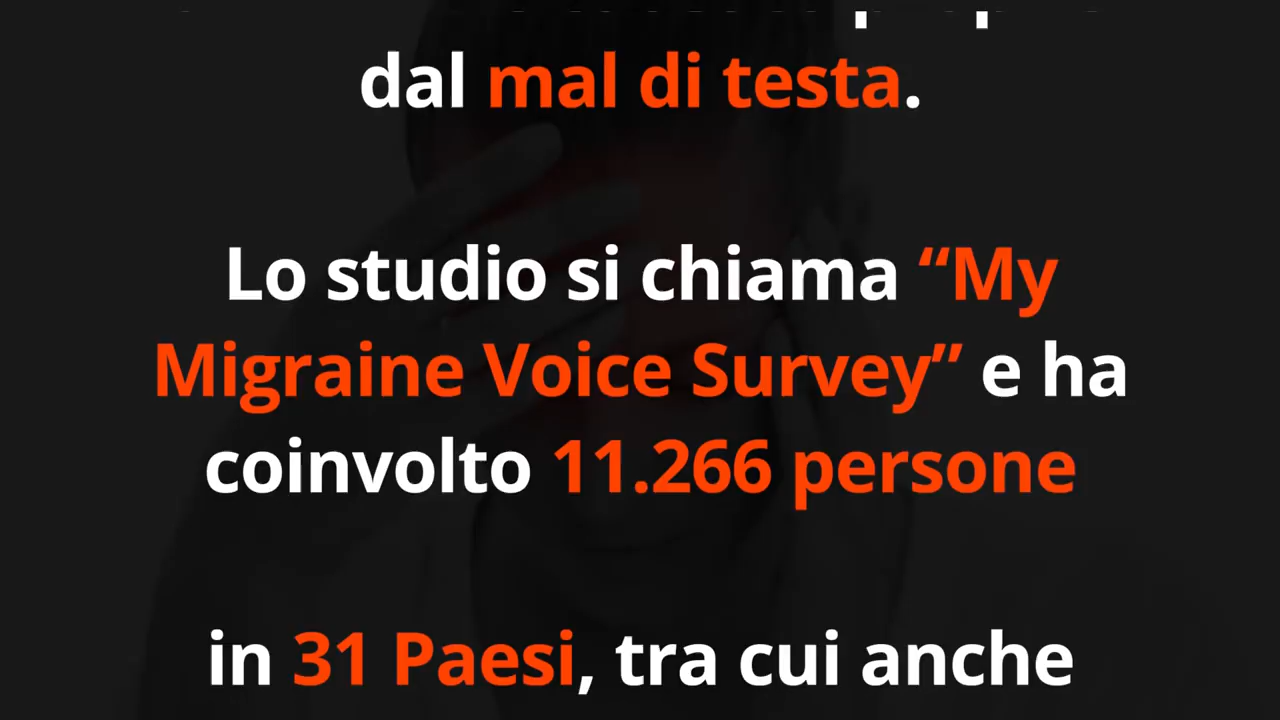 dal mal di testa.
Lo studio si chiama “My
Migraine Voice Survey” e ha
coinvolto 11.266 persone
in 31 Paesi, tra cui anche